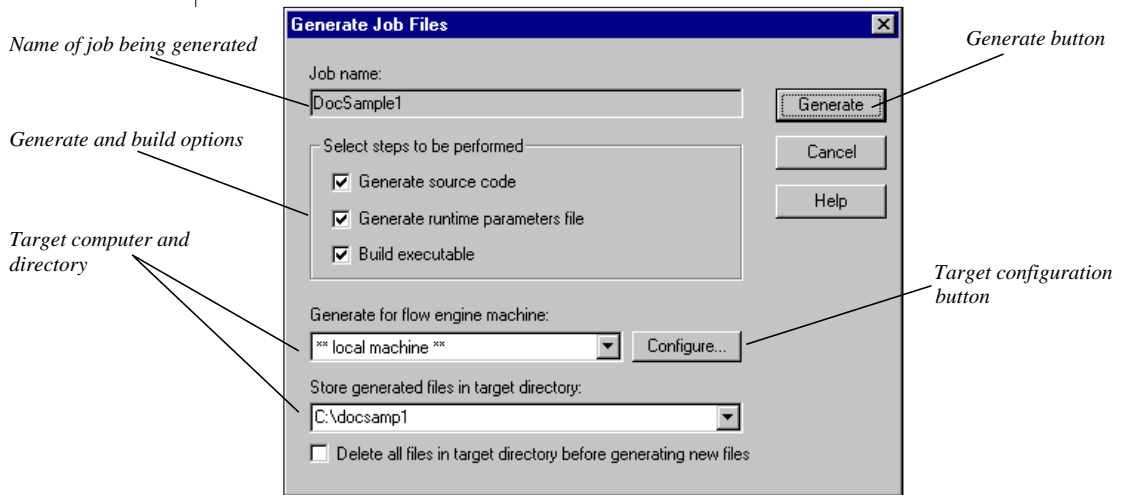 Generate Job Files
Name of job being generated
Generate button
Job name:
DocSample1
Generate
Generate and build options
Select steps to be performed
Cancel
Generate source code
Help
Generate runtime parameters file
Target computer and
directory
Build executable
Target configuration
button
Generate for flow engine machine:
** local machine **
Configure...
Store generated files in target directory:
C:\docsamp1
Delete all files in target directory before generating new files